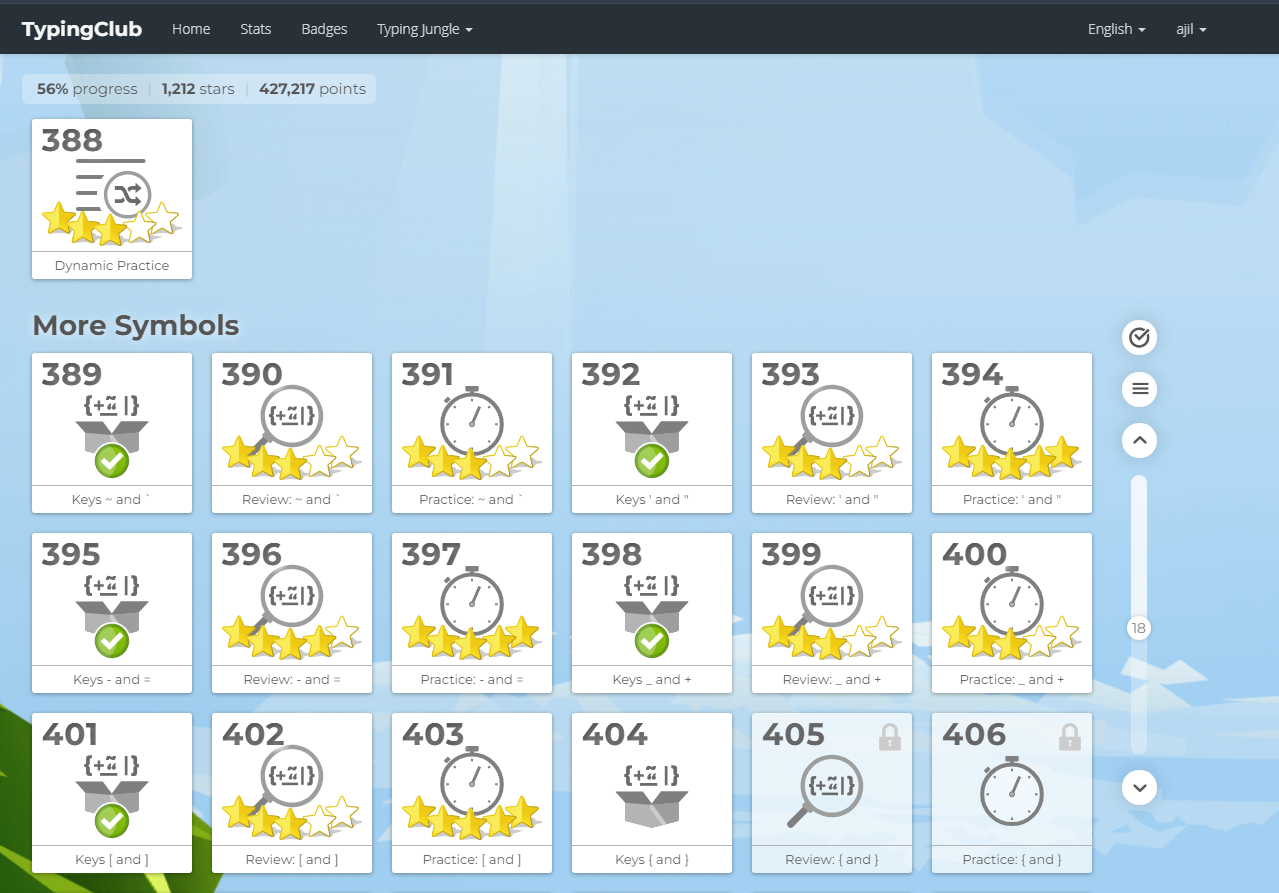 TypingClub Home Stats Badges Typing Jungle English ajil
56% progress | 1,212 stars | 427,217 points
388
Dynamic Practice
More Symbols
389 390 391 392 393 394
Keys ~ and ` Review: ~ and ` Practice: ~ and ` Keys ' and " Review: ' and " Practice: ' and "
395 396 397 398 399 400
Keys - and = Review: - and = Practice: - and = Keys _ and + Review: _ and + Practice: _ and +
18
401 402 403 404 405 406
Keys [ and ] Review: [ and ] Practice: [ and ] Keys { and } Review: { and } Practice: { and }